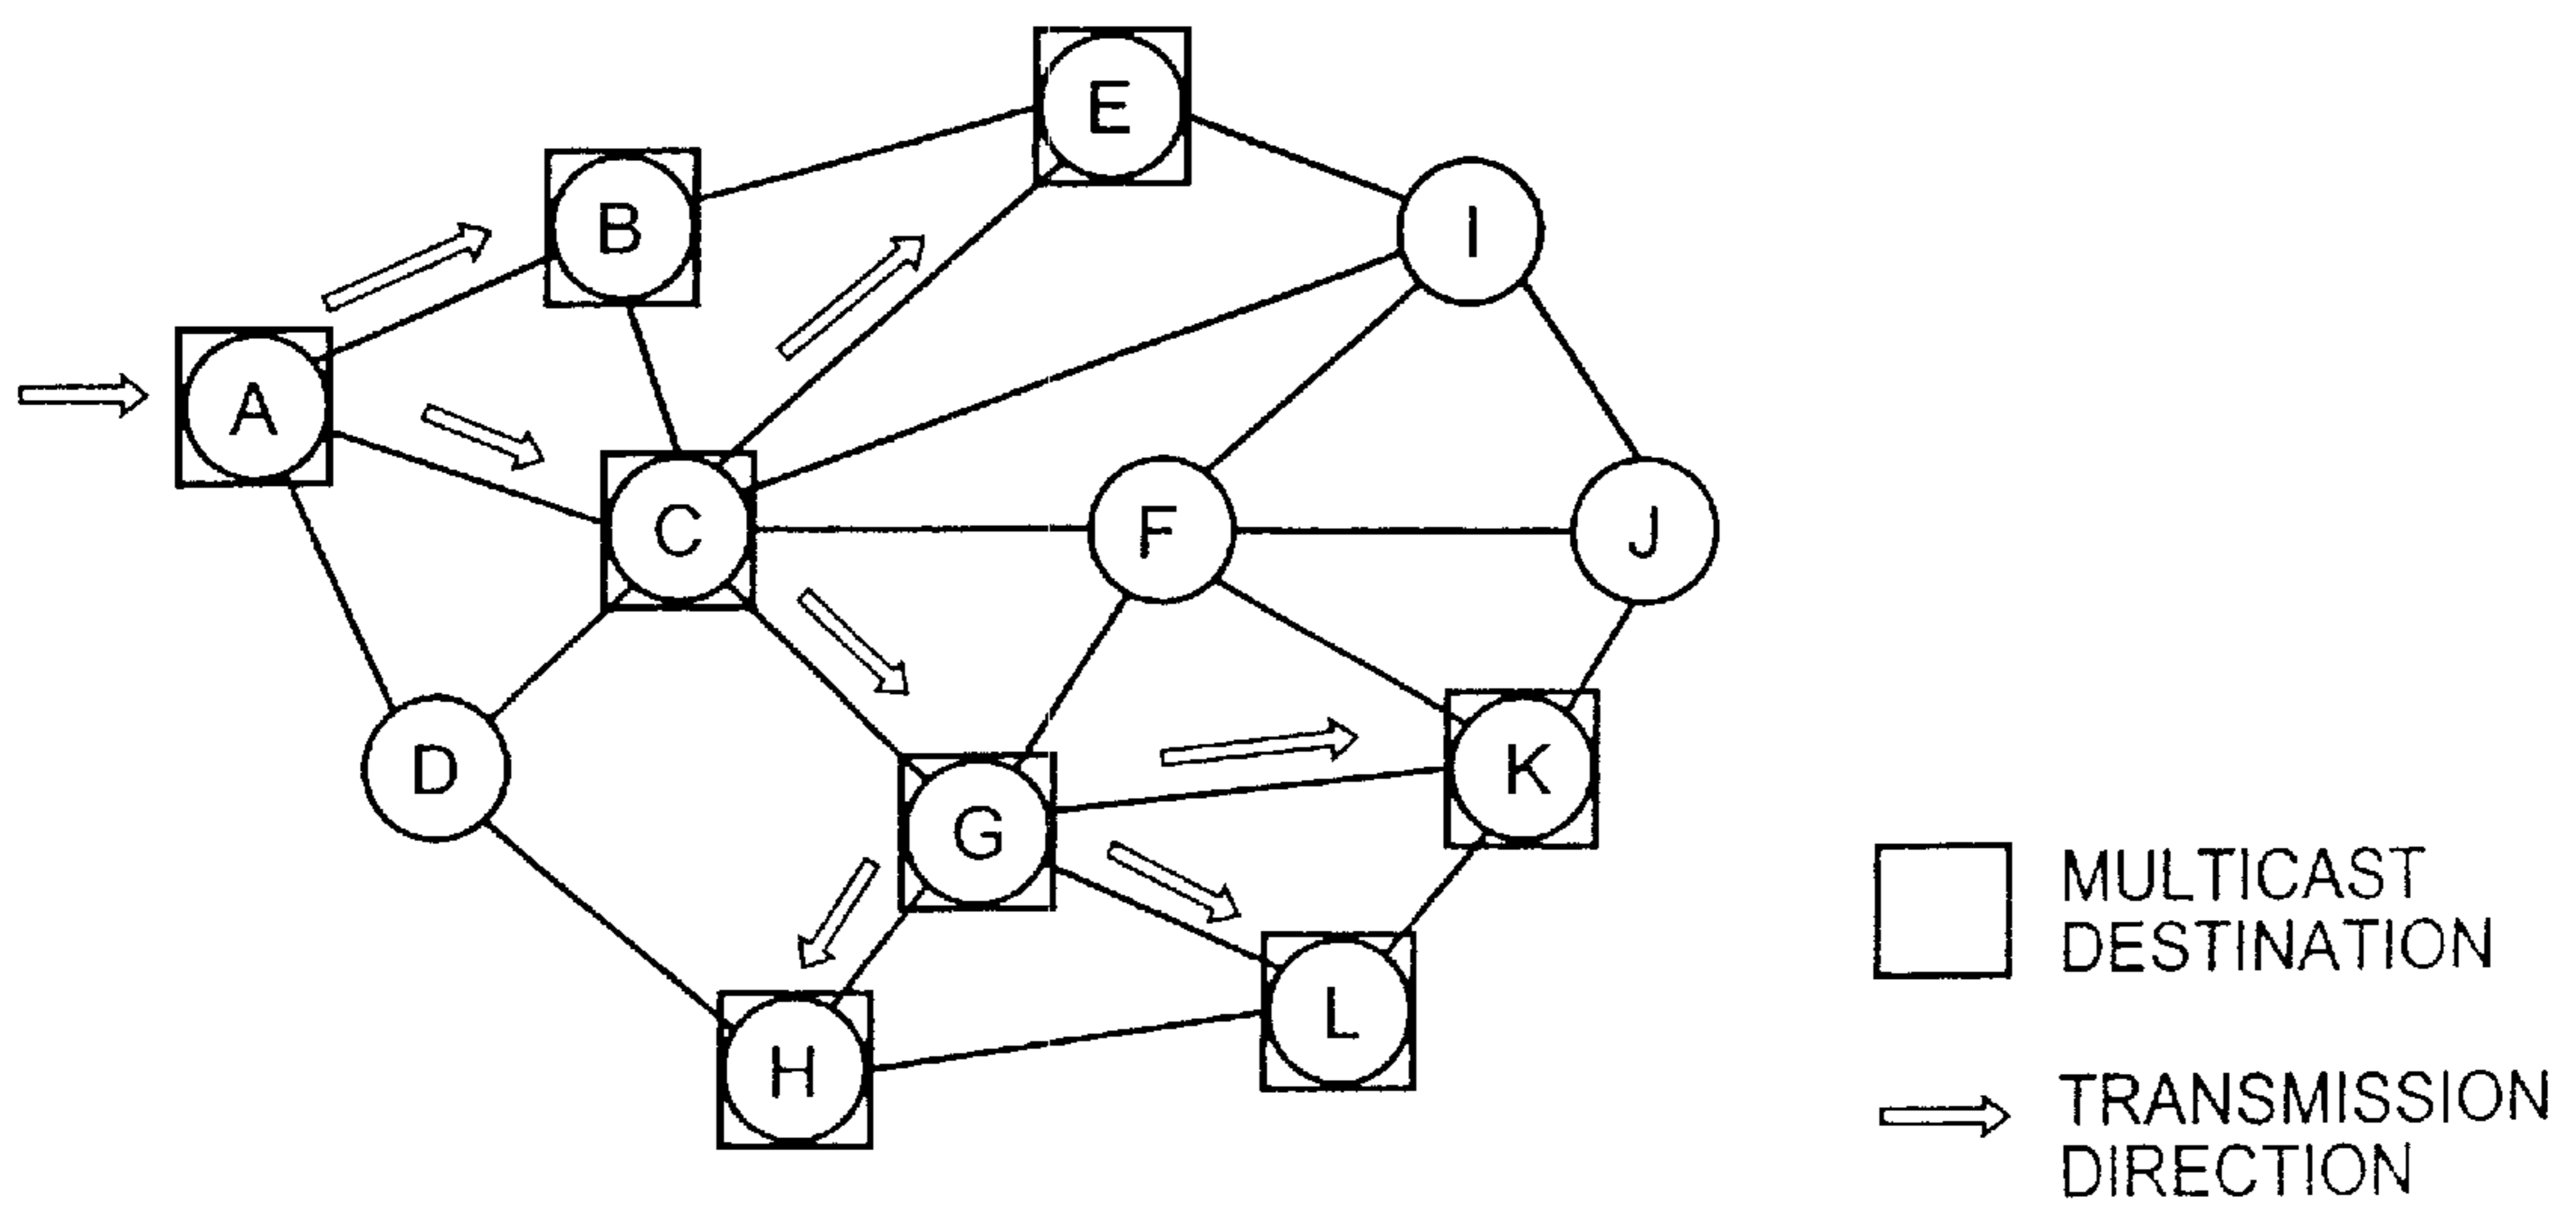 E
B
I
A
C
F
J
D
G
K
H
L
MULTICAST
DESTINATION
TRANSMISSION
DIRECTION